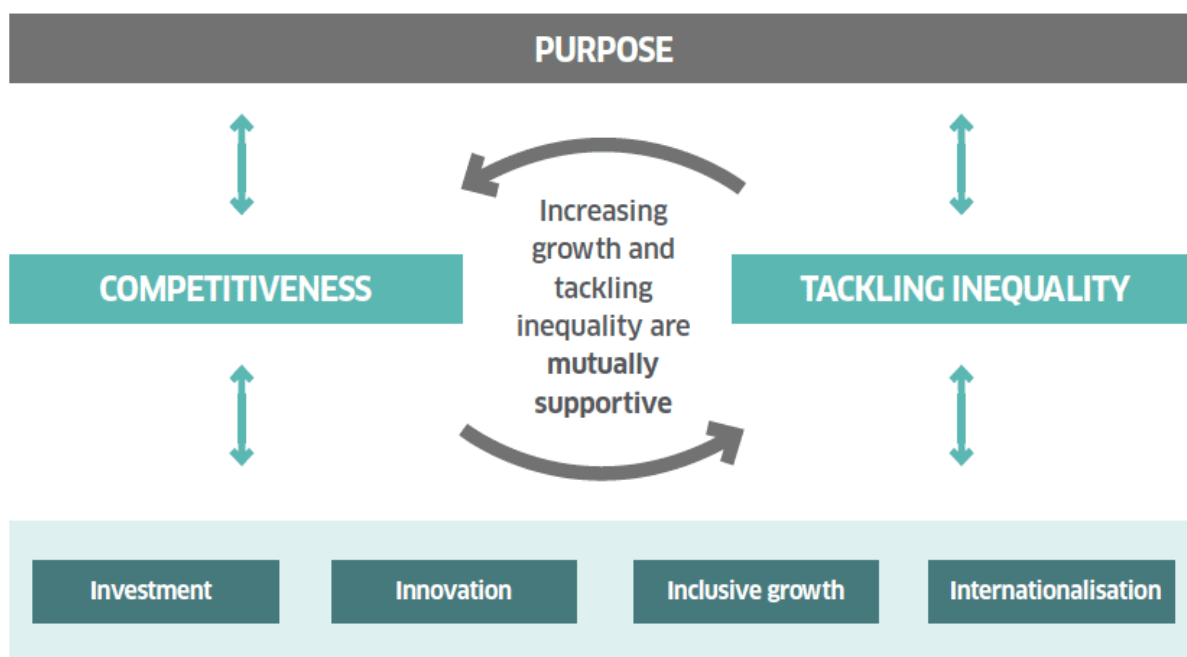 PURPOSE
COMPETITIVENESS
Increasing
growth and
tackling
inequality are
mutually
supportive
TACKLING INEQUALITY
Investment
Innovation
Inclusive growth
Internationalisation